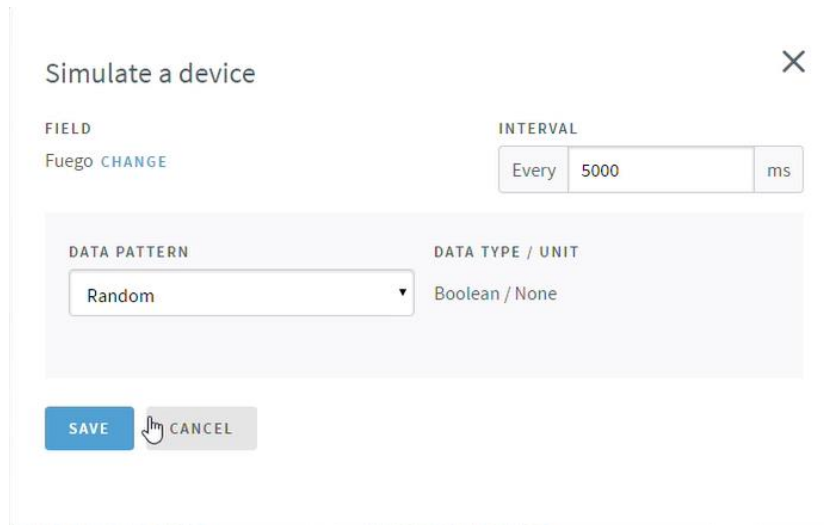 Simulate a device
FIELD
INTERVAL
Fuego CHANGE
Every 5000 ms
DATA PATTERN
DATA TYPE / UNIT
Random
Boolean / None
SAVE
CANCEL